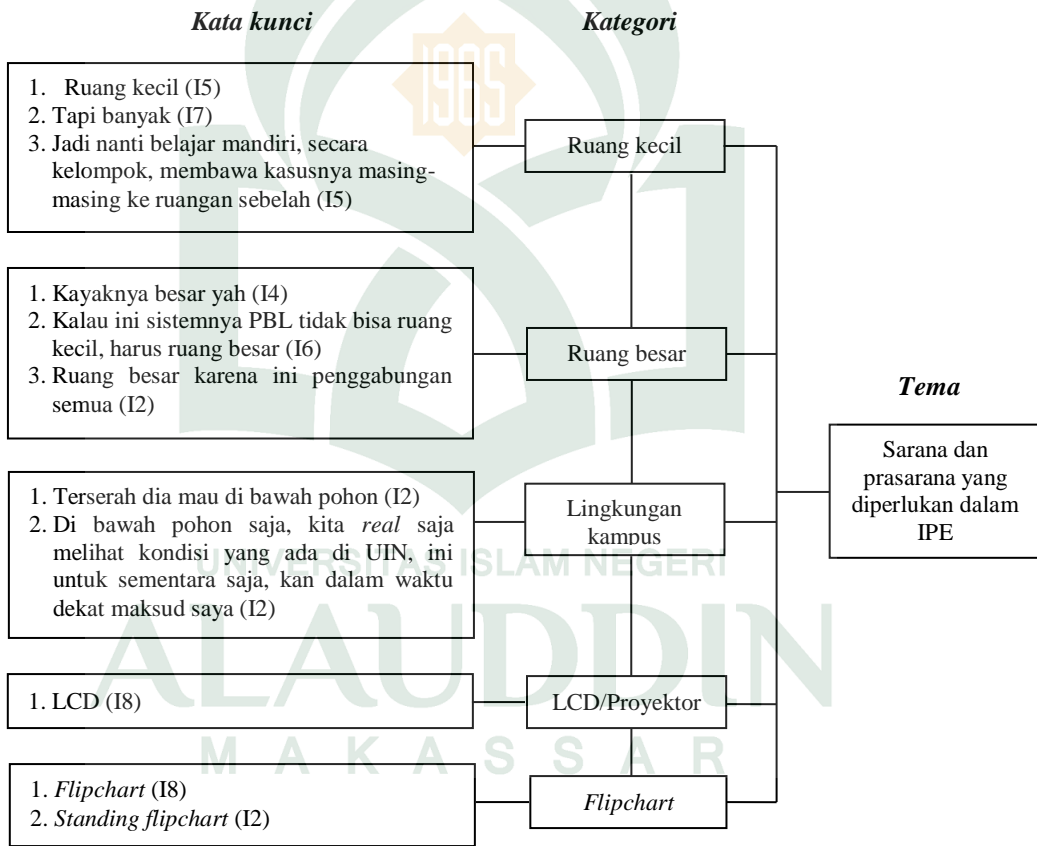 Kata kunci
Kategori
1. Ruang kecil (I5)
2. Tapi banyak (I7)
3. Jadi nanti belajar mandiri, secara
kelompok, membawa kasusnya masing-
masing ke ruangan sebelah (I5)
Ruang kecil
1. Kayaknya besar yah (I4)
2. Kalau ini sistemnya PBL tidak bisa ruang
kecil, harus ruang besar (I6)
3. Ruang besar karena ini penggabungan
semua (I2)
Ruang besar
1. Terserah dia mau di bawah pohon (I2)
2. Di bawah pohon saja, kita real saja
melihat kondisi yang ada di UIN, ini
untuk sementara saja, kan dalam waktu
dekat maksud saya (I2)
Lingkungan
kampus
1. LCD (I8)
LCD/Proyektor
1. Flipchart (I8)
2. Standing flipchart (I2)
Flipchart
Tema
Sarana dan
prasarana yang
diperlukan dalam
IPE
1965
UNIVERSITAS ISLAM NEGERI
ALAUDDIN
MAKASSAR